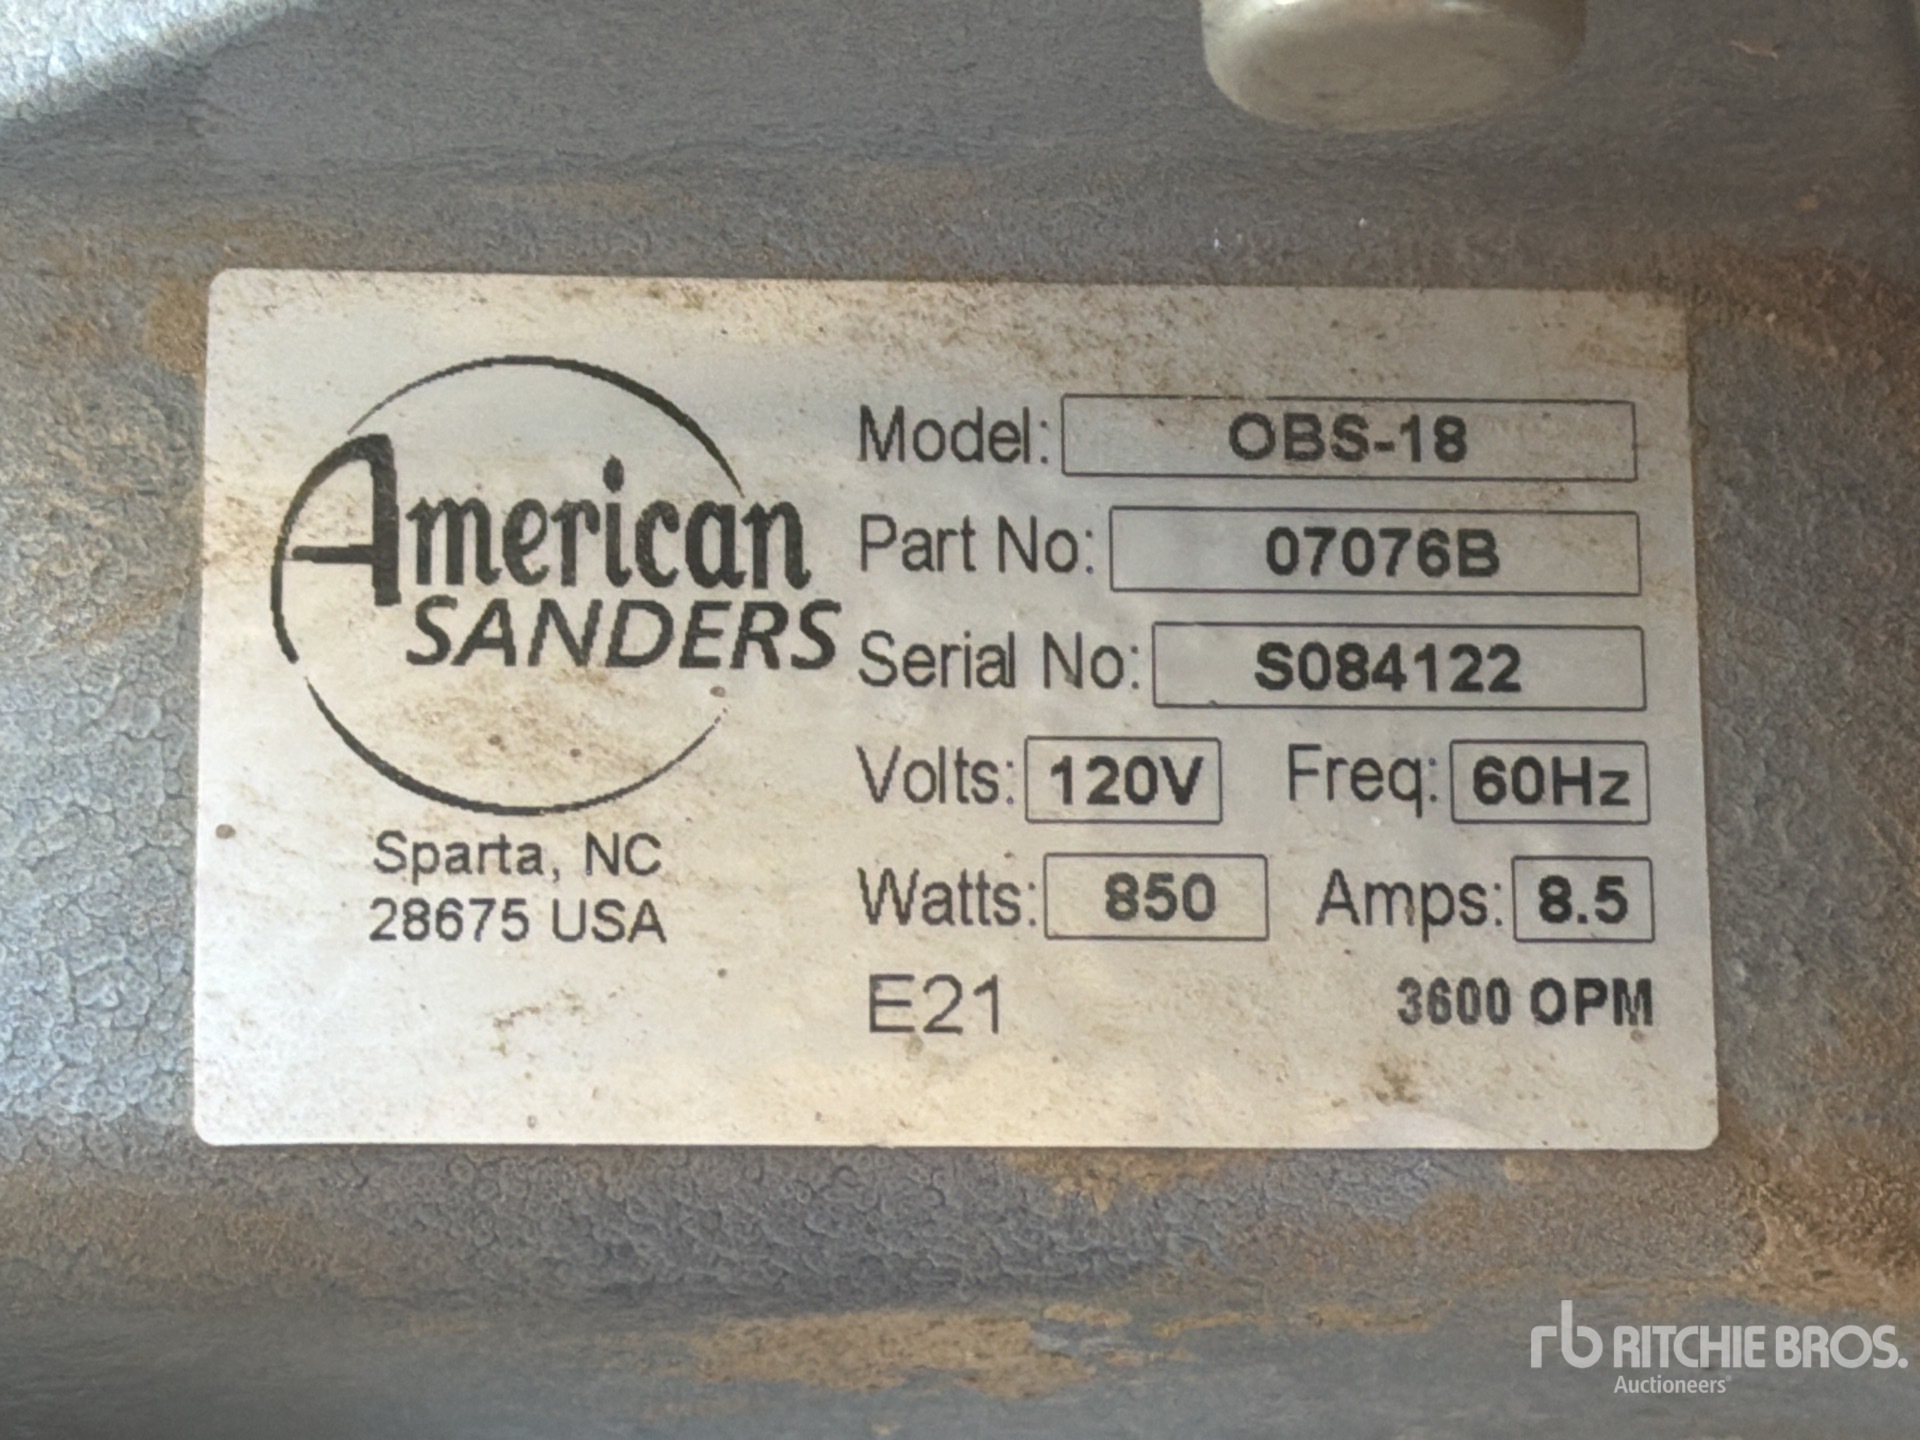 American
SANDERS
Sparta, NC
28675 USA
Model: OBS-18
Part No: 07076B
Serial No: S084122
Volts: 120V Freq: 60Hz
Watts: 850 Amps: 8.5
E21 3600 OPM
rb RITCHIE BROS.
Auctioneers